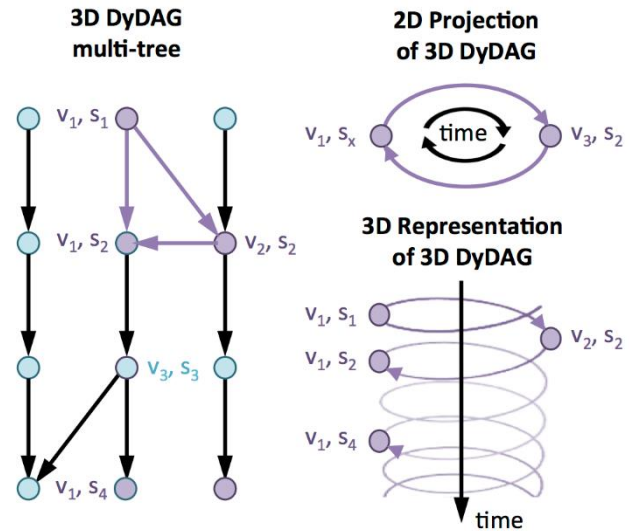 3D DyDAG
multi-tree
v₁, s₁
v₁, s₂
v₂, s₂
v₃, s₃
v₁, s₄
2D Projection
of 3D DyDAG
v₁, sₓ
time
v₃, s₂
3D Representation
of 3D DyDAG
v₁, s₁
v₂, s₂
v₁, s₂
v₁, s₄
time